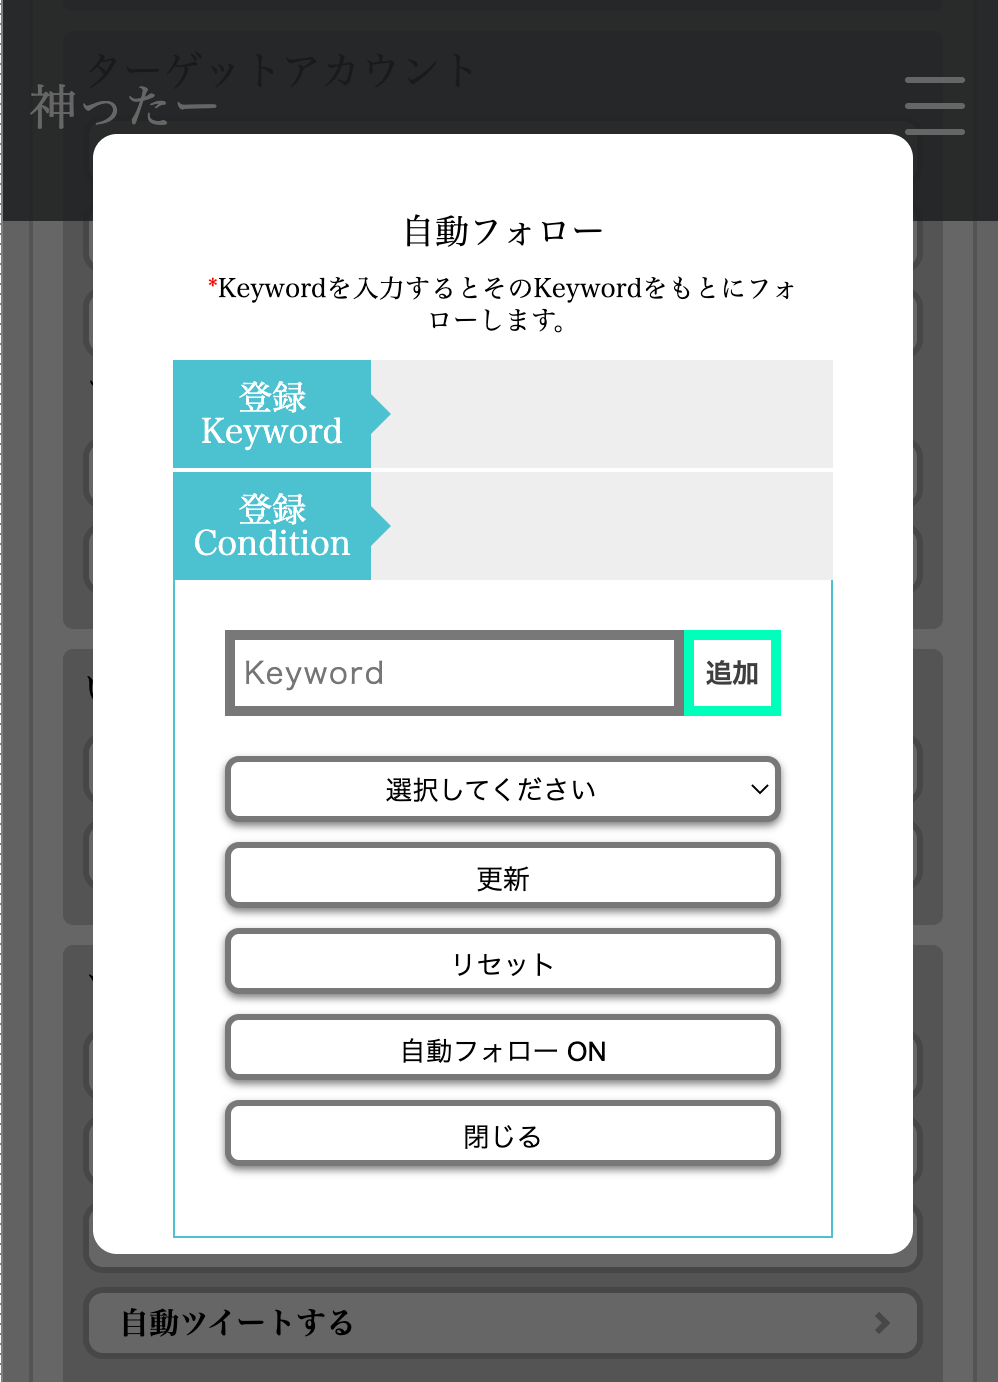 ターゲットアカウント
神ったー
自動フォロー
*Keywordを入力するとそのKeywordをもとにフォ
ローします。
登録
Keyword
登録
Condition
Keyword
追加
選択してください
更新
リセット
自動フォロー ON
閉じる
自動ツイートする